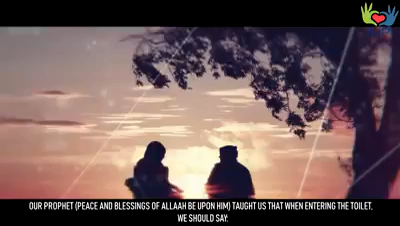 OUR PROPHET (PEACE AND BLESSINGS OF ALLAAH BE UPON HIM) TAUGHT US THAT WHEN ENTERING THE TOILET,
WE SHOULD SAY: